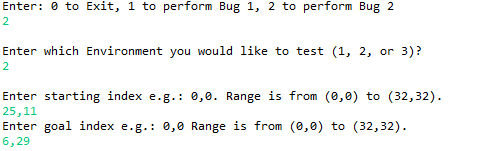 Enter: 0 to Exit, 1 to perform Bug 1, 2 to perform Bug 2
2
Enter which Environment you would like to test (1, 2, or 3)?
2
Enter starting index e.g.: 0,0. Range is from (0,0) to (32,32).
25,11
Enter goal index e.g.: 0,0 Range is from (0,0) to (32,32).
6,29